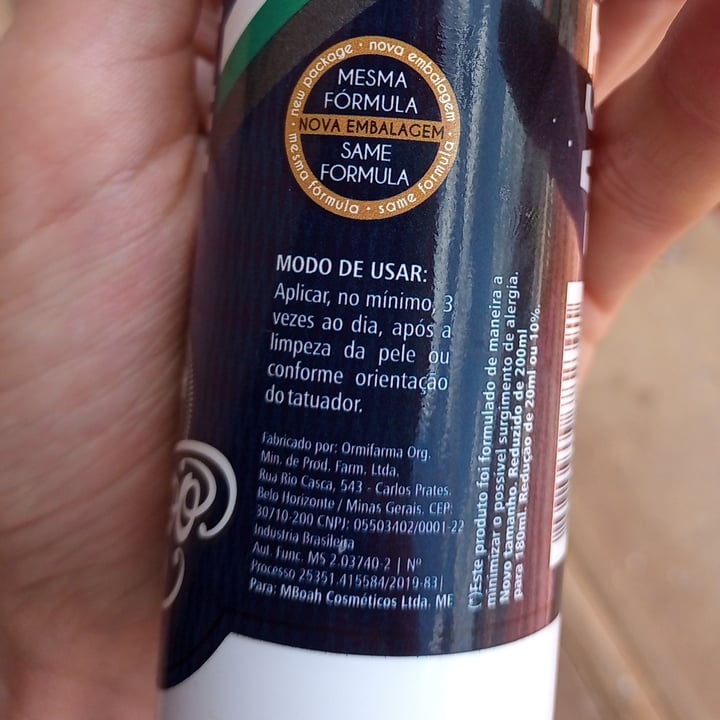 new package · nova embalagem ·
MESMA
FÓRMULA
NOVA EMBALAGEM
SAME
FORMULA
mesma fórmula · same formula ·
MODO DE USAR:
Aplicar, no mínimo, 3
vezes ao dia, após a
limpeza da pele ou
conforme orientação
do tatuador.
Fabricado por: Ormifarma Org.
Min. de Prod. Farm. Ltda.
Rua Rio Casca, 543 - Carlos Prates.
Belo Horizonte / Minas Gerais. CEP:
30710-200 CNPJ: 05503402/0001-22
Indústria Brasileira
Aut. Func. MS 2.03740-2 | Nº
Processo 25351.415584/2019-83|
Para: MBoah Cosméticos Ltda. ME
(*)Este produto foi formulado de maneira a
minimizar o possível surgimento de alergia.
Novo tamanho. Reduzido de 200ml
para 180ml. Redução de 20ml ou 10%.